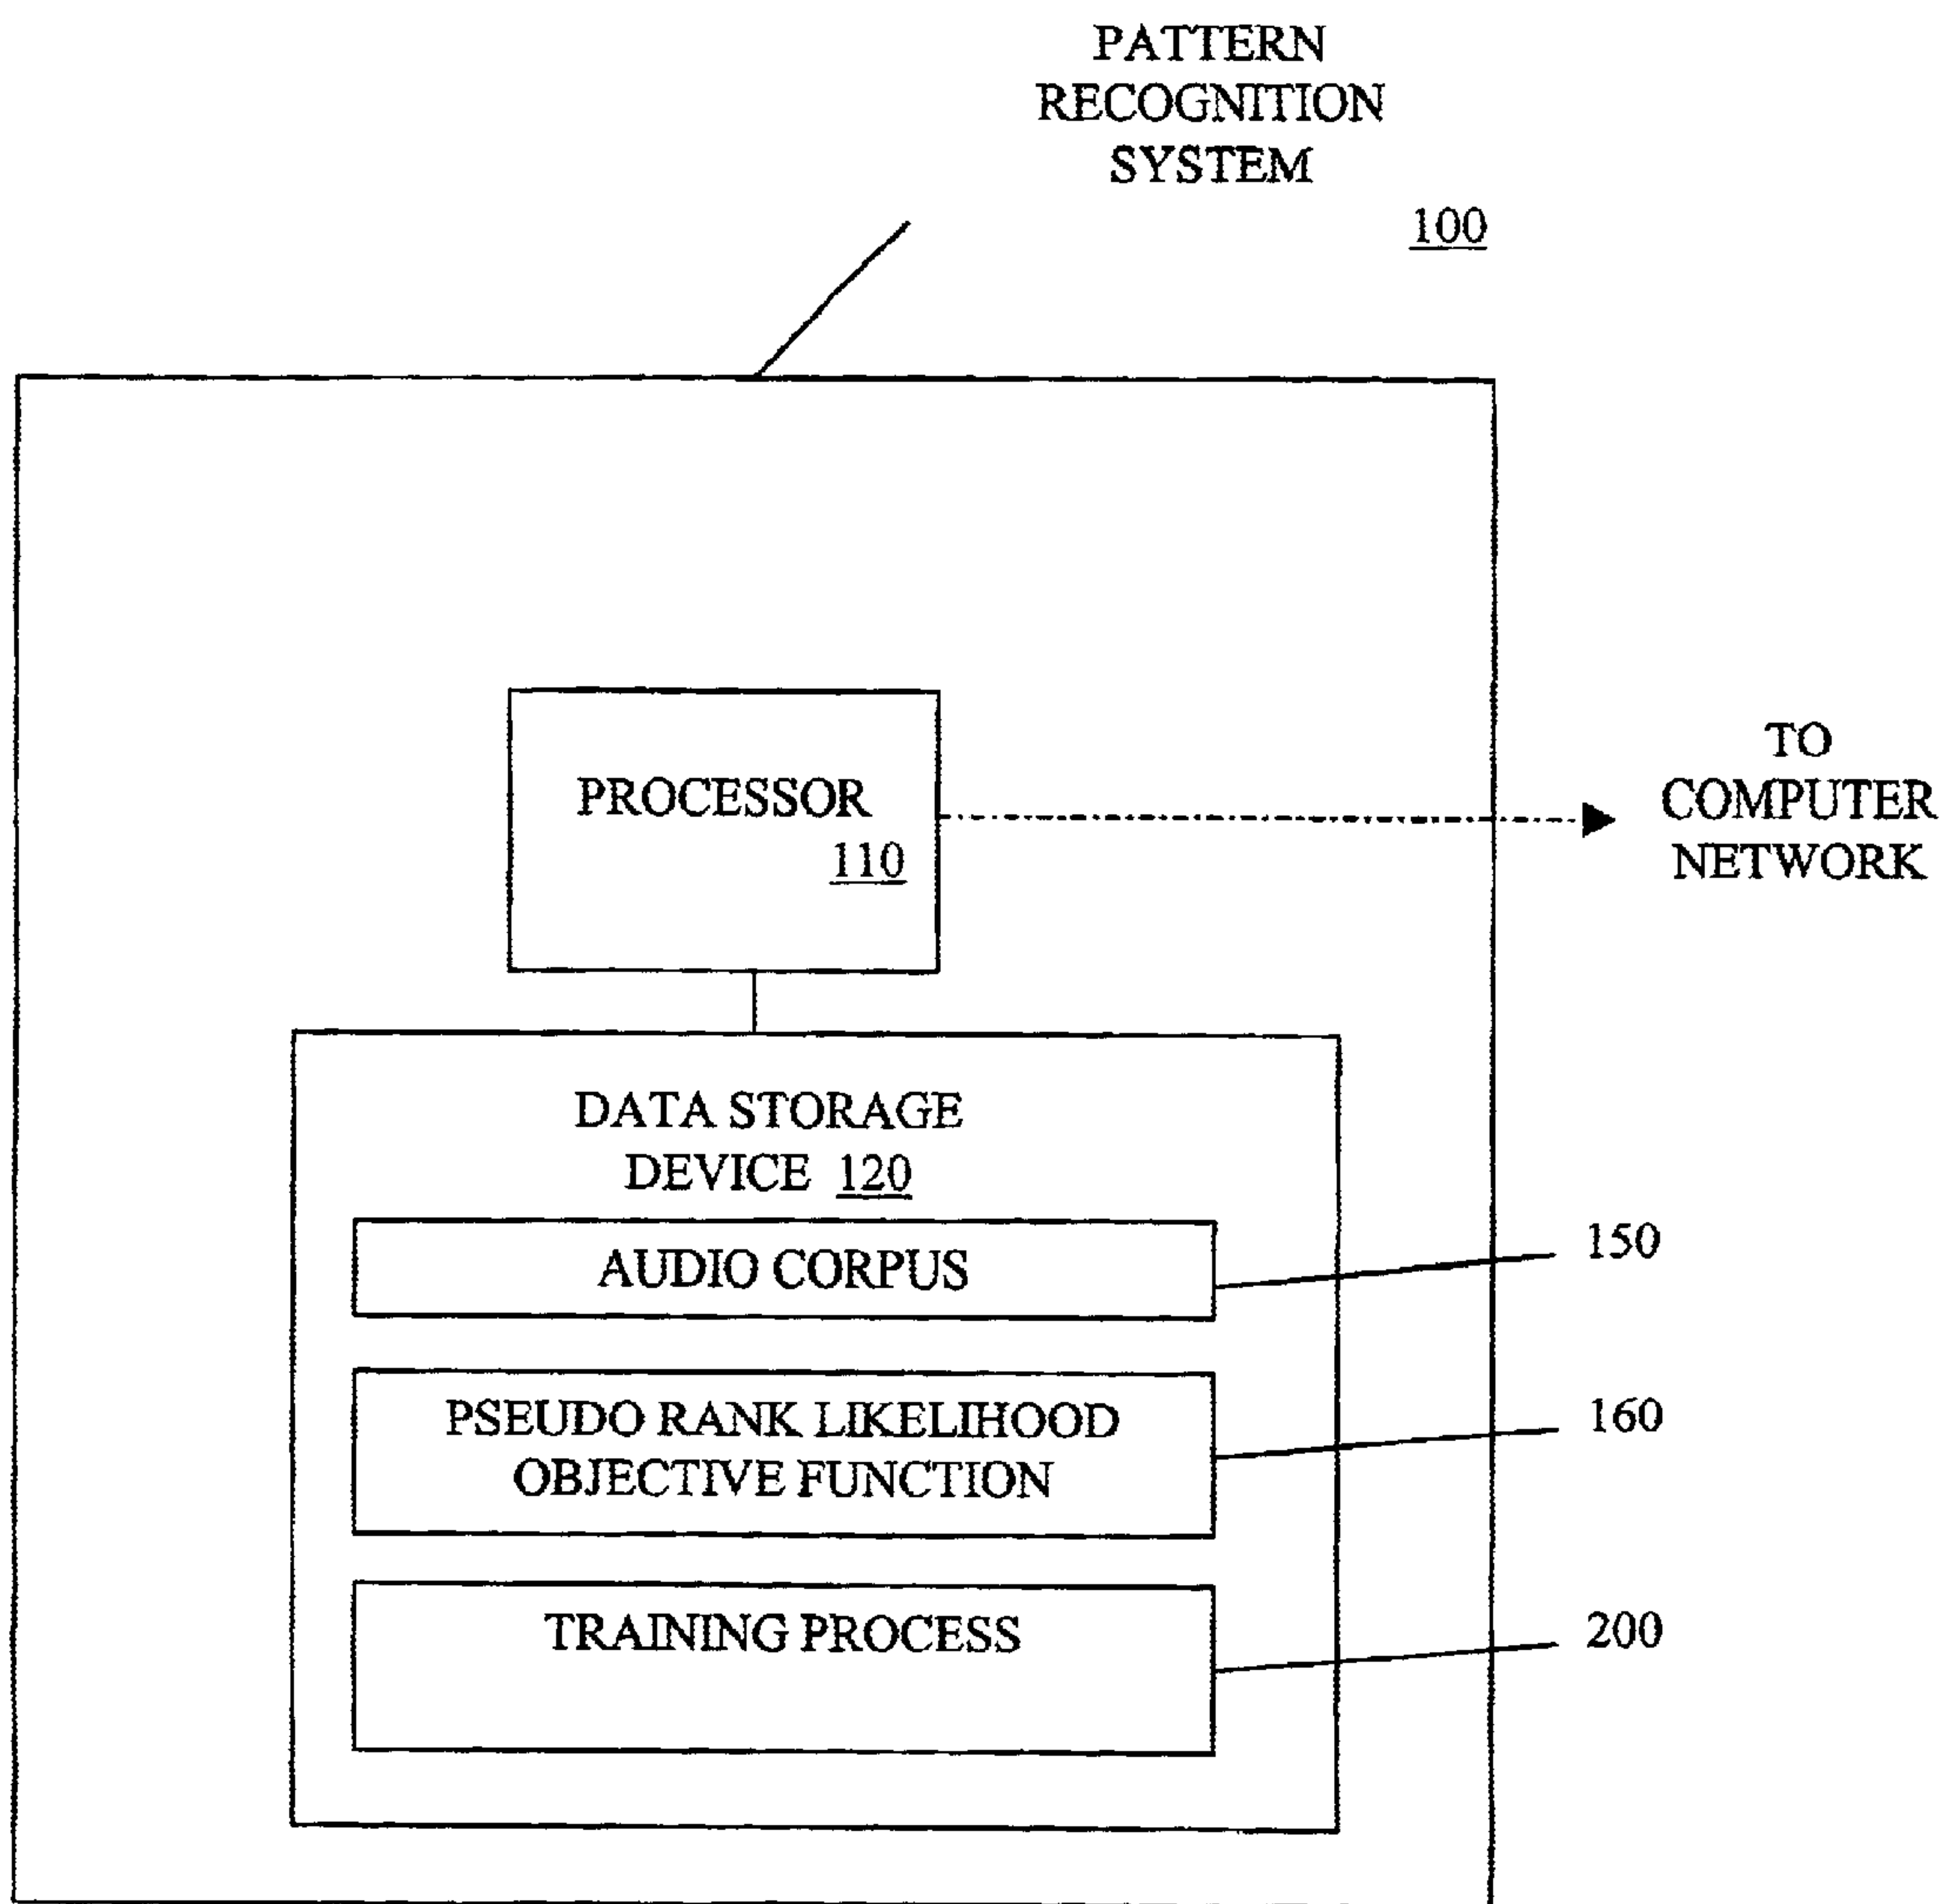 PATTERN
RECOGNITION
SYSTEM
100
PROCESSOR
110
TO
COMPUTER
NETWORK
DATA STORAGE
DEVICE 120
AUDIO CORPUS
150
PSEUDO RANK LIKELIHOOD
OBJECTIVE FUNCTION
160
TRAINING PROCESS
200